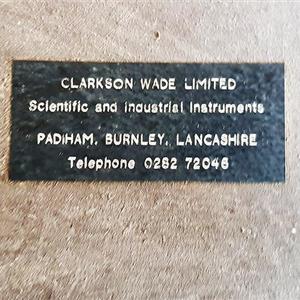 CLARKSON WADE LIMITED
Scientific and Industrial Instruments
PADIHAM, BURNLEY, LANCASHIRE
Telephone 0282 72046